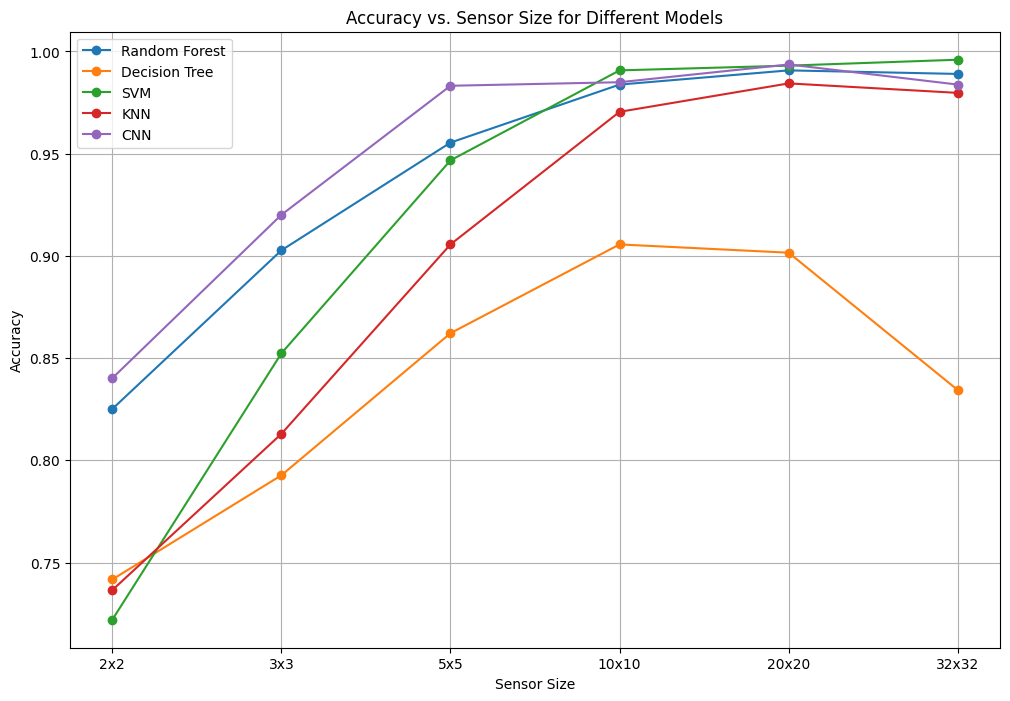 Accuracy vs. Sensor Size for Different Models
Random Forest
Decision Tree
SVM
KNN
CNN
1.00
0.95
0.90
0.85
0.80
0.75
Accuracy
2x2
3x3
5x5
10x10
20x20
32x32
Sensor Size